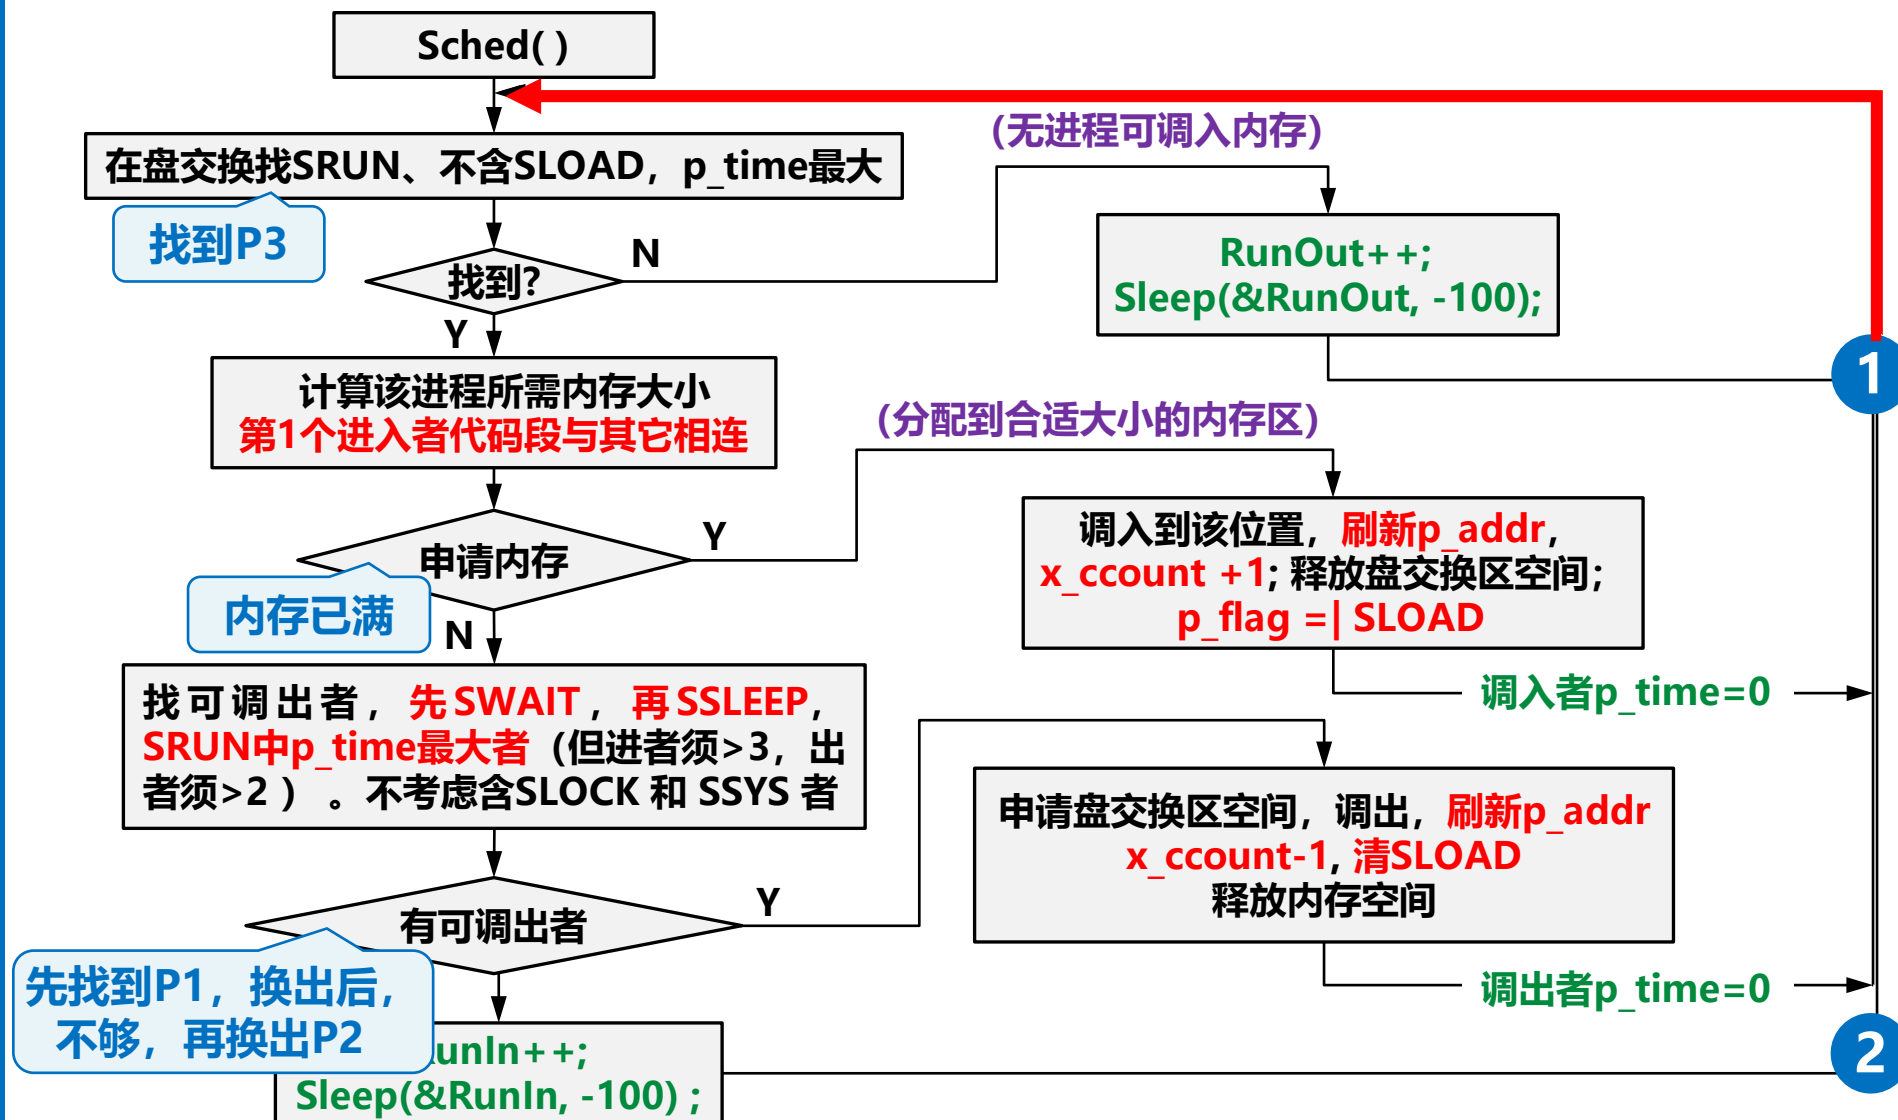 Sched( )
在盘交换找SRUN、不含SLOAD，p_time最大
找到P3
找到?
N
Y
(无进程可调入内存)
RunOut++;
Sleep(&RunOut, -100);
1
计算该进程所需内存大小
第1个进入者代码段与其它相连
(分配到合适大小的内存区)
申请内存
Y
内存已满
N
调入到该位置，刷新p_addr，
x_ccount +1; 释放盘交换区空间；
p_flag =| SLOAD
调入者p_time=0
找可调出者，先SWAIT，再SSLEEP，
SRUN中p_time最大者（但进者须>3，出
者须>2 ） 。不考虑含SLOCK 和 SSYS 者
有可调出者
Y
申请盘交换区空间，调出，刷新p_addr
x_ccount-1, 清SLOAD
释放内存空间
调出者p_time=0
先找到P1，换出后，
不够，再换出P2
unIn++;
Sleep(&RunIn, -100) ;
2